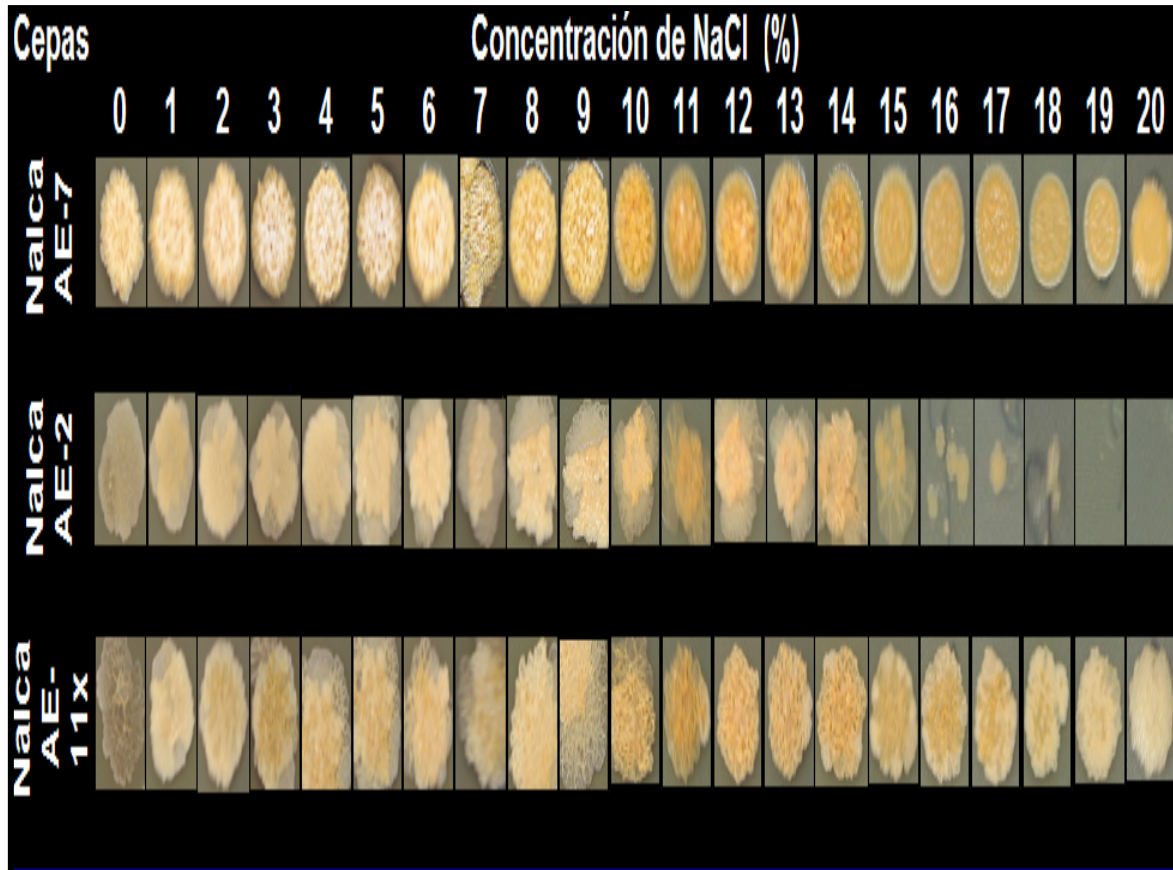 Cepas
Concentración de NaCl (%)
0 1 2 3 4 5 6 7 8 9 10 11 12 13 14 15 16 17 18 19 20
Nalca
AE-7
Nalca
AE-2
Nalca
AE-
11x